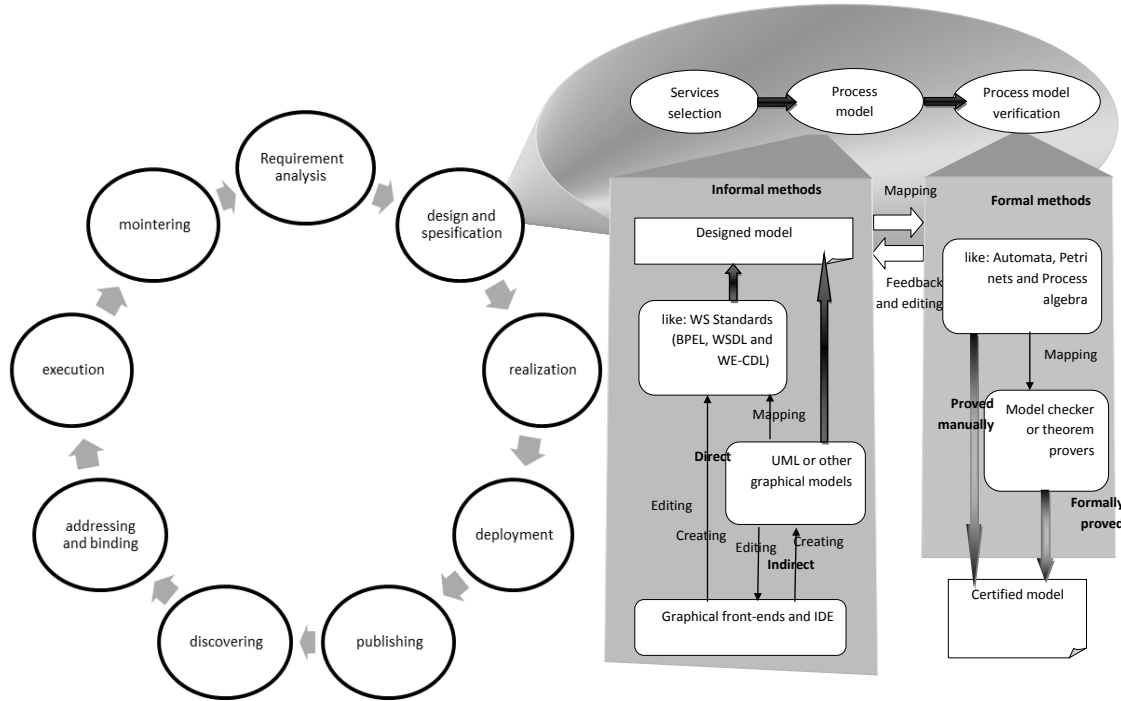 Requirement
analysis
design and
spesification
realization
deployment
publishing
discovering
addressing
and binding
execution
mointering
Services
selection
Process
model
Process model
verification
Informal methods
Designed model
like: WS Standards
(BPEL, WSDL and
WE-CDL)
Mapping
Direct
UML or other
graphical models
Editing
Creating
Editing
Creating
Indirect
Graphical front-ends and IDE
Mapping
Feedback
and editing
Formal methods
like: Automata, Petri
nets and Process
algebra
Mapping
Proved
manually
Model checker
or theorem
provers
Formally
proved
Certified model